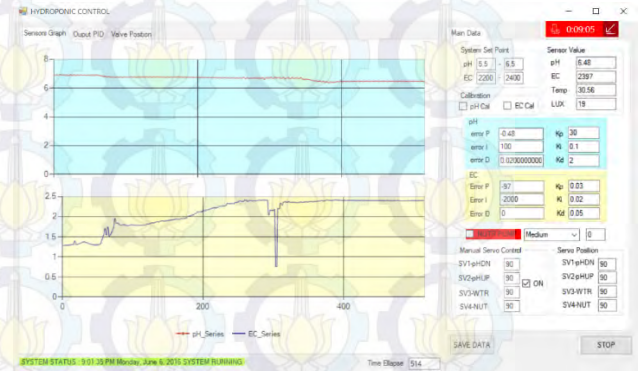 HYDROPONIC CONTROL
Sensors Graph Ouput PID Valve Position
8
6
4
2
0
2.5
2
1.5
1
0.5
0
0 200 400
pH_Series EC_Series
SYSTEM STATUS : 9:01:35 PM Monday, June 6, 2016 SYSTEM RUNNING
Time Ellapse 514
Main Data
0:09:05
System Set Point
pH 5.5 - 6.5
EC 2200 - 2400
Calibration
pH Cal EC Cal
Sensor Value
pH 6.48
EC 2397
Temp 30.56
LUX 19
pH
error P -0.48 Kp 30
error I 100 Ki 0.1
error D 0.0200000000 Kd 2
EC
Error P -97 Kp 0.03
Error I -2000 Ki 0.02
Error D 0 Kd 0.05
Medium 0
Manual Servo Control
SV1-pHDN 90
SV2-pHUP 90
SV3-WTR 90
SV4-NUT 90
ON
Servo Position
SV1-pHDN 90
SV2-pHUP 90
SV3-WTR 90
SV4-NUT 90
SAVE DATA STOP